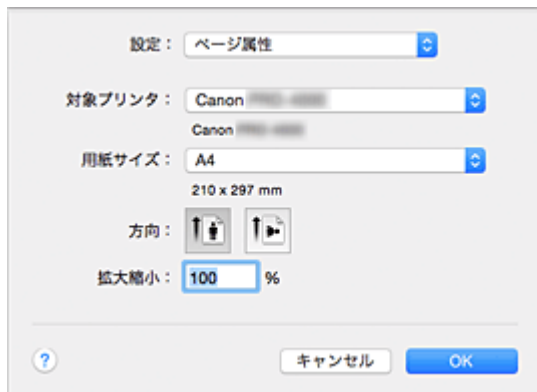 設定： ページ属性
対象プリンタ： Canon
Canon
用紙サイズ： A4
210 x 297 mm
方向：
拡大縮小： 100 %
? キャンセル OK